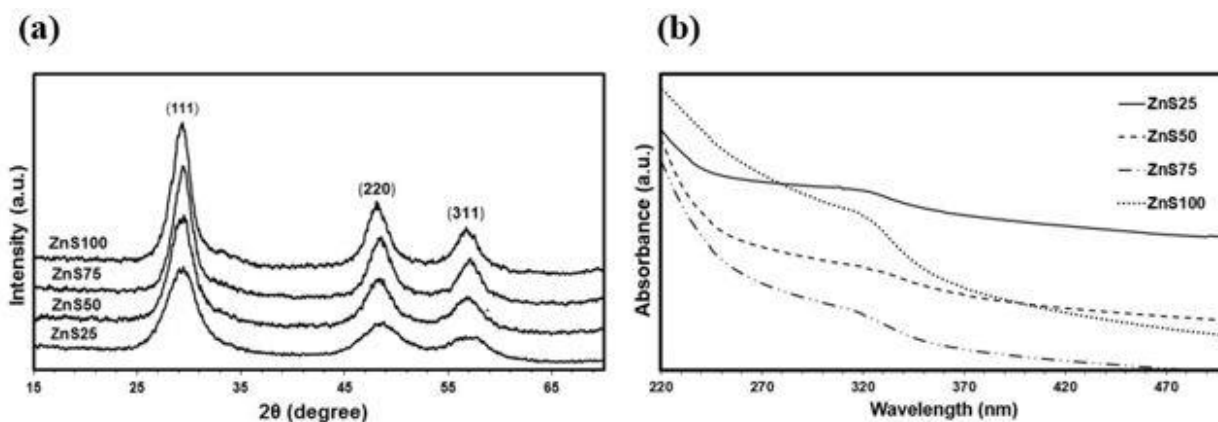 (a)
(111)
(220)
(311)
ZnS100
ZnS75
ZnS50
ZnS25
Intensity (a.u.)
15 25 35 45 55 65
2θ (degree)
(b)
ZnS25
ZnS50
ZnS75
ZnS100
Absorbance (a.u.)
220 270 320 370 420 470
Wavelength (nm)